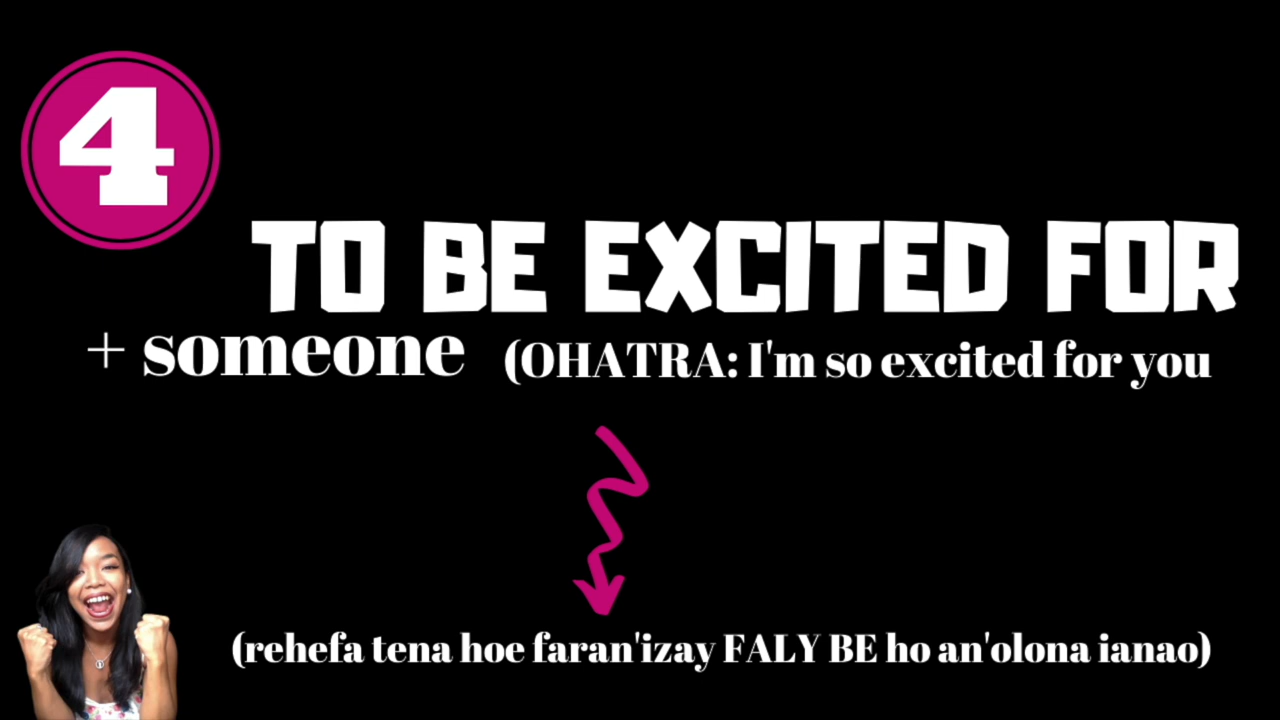 4
TO BE EXCITED FOR
+ someone (OHATRA: I'm so excited for you
(rehefa tena hoe faran'izay FALY BE ho an'olona ianao)